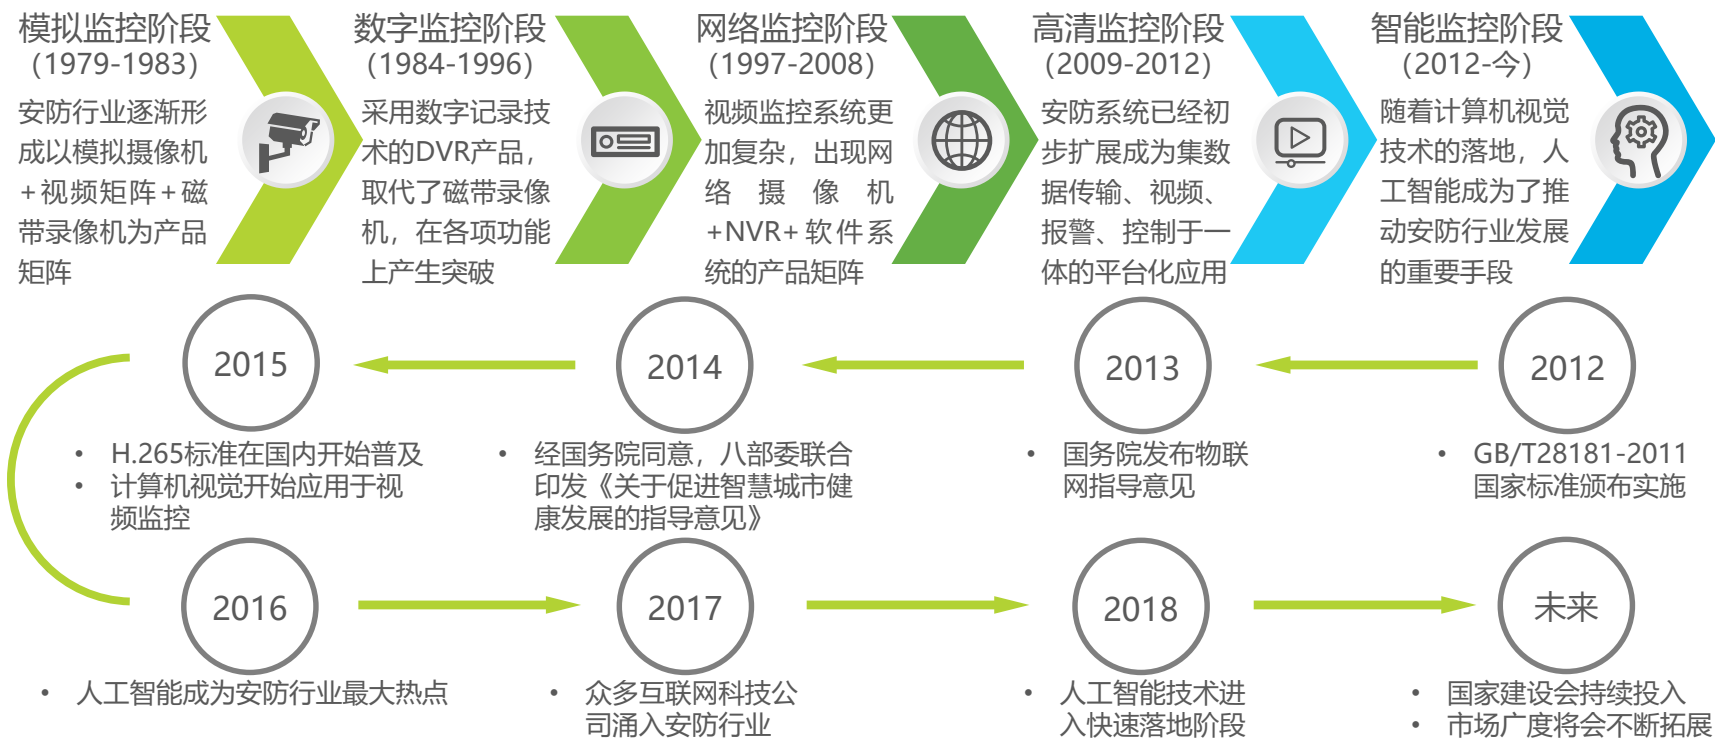 模拟监控阶段
（1979-1983）
安防行业逐渐形
成以模拟摄像机
+视频矩阵+磁
带录像机为产品
矩阵
数字监控阶段
（1984-1996）
采用数字记录技
术的DVR产品，
取代了磁带录像
机，在各项功能
上产生突破
网络监控阶段
（1997-2008）
视频监控系统更
加复杂，出现网
络摄像机
+NVR+软件系
统的产品矩阵
高清监控阶段
（2009-2012）
安防系统已经初
步扩展成为集数
据传输、视频、
报警、控制于一
体的平台化应用
智能监控阶段
（2012-今）
随着计算机视觉
技术的落地，人
工智能成为了推
动安防行业发展
的重要手段
2015
• H.265标准在国内开始普及
• 计算机视觉开始应用于视
频监控
2014
• 经国务院同意，八部委联合
印发《关于促进智慧城市健
康发展的指导意见》
2013
• 国务院发布物联
网指导意见
2012
• GB/T28181-2011
国家标准颁布实施
2016
• 人工智能成为安防行业最大热点
2017
• 众多互联网科技公
司涌入安防行业
2018
• 人工智能技术进
入快速落地阶段
未来
• 国家建设会持续投入
• 市场广度将会不断拓展